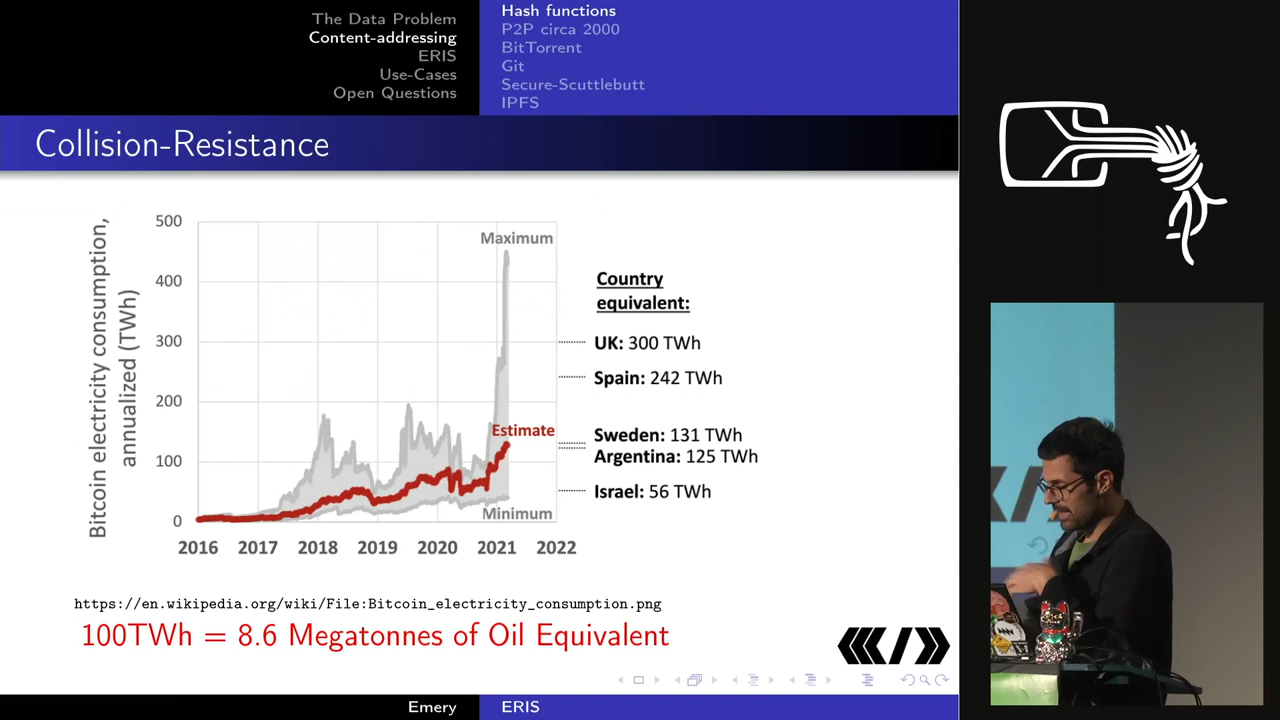 The Data Problem
Content-addressing
ERIS
Use-Cases
Open Questions
Hash functions
P2P circa 2000
BitTorrent
Git
Secure-Scuttlebutt
IPFS
Collision-Resistance
Bitcoin electricity consumption,
annualized (TWh)
500
400
300
200
100
0
2016
2017
2018
2019
2020
2021
2022
Maximum
Estimate
Minimum
Country
equivalent:
UK: 300 TWh
Spain: 242 TWh
Sweden: 131 TWh
Argentina: 125 TWh
Israel: 56 TWh
https://en.wikipedia.org/wiki/File:Bitcoin_electricity_consumption.png
100TWh = 8.6 Megatonnes of Oil Equivalent
Emery
ERIS